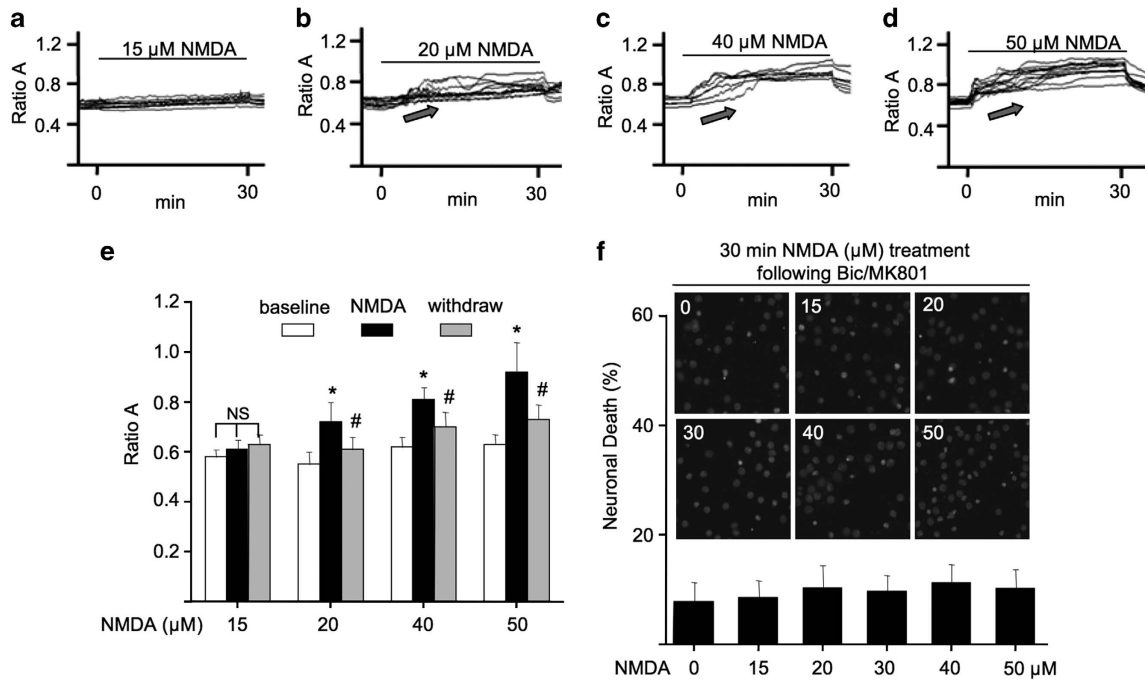 a
15 µM NMDA
Ratio A
1.2
0.8
0.4
0
30
min
b
20 µM NMDA
Ratio A
1.2
0.8
0.4
0
30
min
c
40 µM NMDA
Ratio A
1.2
0.8
0.4
0
30
min
d
50 µM NMDA
Ratio A
1.2
0.8
0.4
0
30
min
e
baseline NMDA withdraw
Ratio A
1.2
1.0
0.8
0.6
0.4
0.2
NS
*
#
*
#
*
#
NMDA (µM) 15 20 40 50
f
30 min NMDA (µM) treatment
following Bic/MK801
Neuronal Death (%)
60
40
20
0 15 20
30 40 50
NMDA 0 15 20 30 40 50 µM